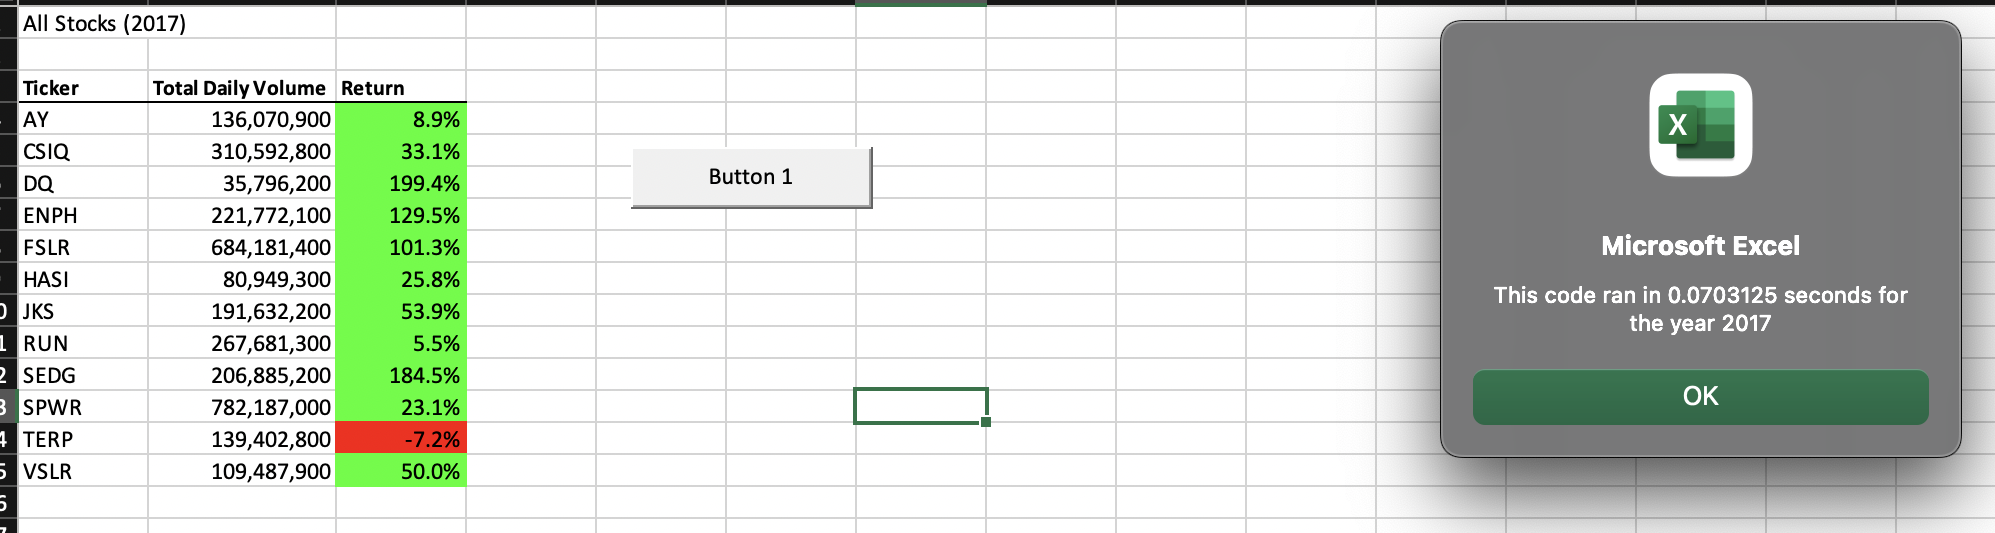 All Stocks (2017)
Ticker Total Daily Volume Return
AY 136,070,900 8.9%
CSIQ 310,592,800 33.1%
DQ 35,796,200 199.4%
ENPH 221,772,100 129.5%
FSLR 684,181,400 101.3%
HASI 80,949,300 25.8%
JKS 191,632,200 53.9%
RUN 267,681,300 5.5%
SEDG 206,885,200 184.5%
SPWR 782,187,000 23.1%
TERP 139,402,800 -7.2%
VSLR 109,487,900 50.0%
Button 1
X
Microsoft Excel
This code ran in 0.0703125 seconds for
the year 2017
OK